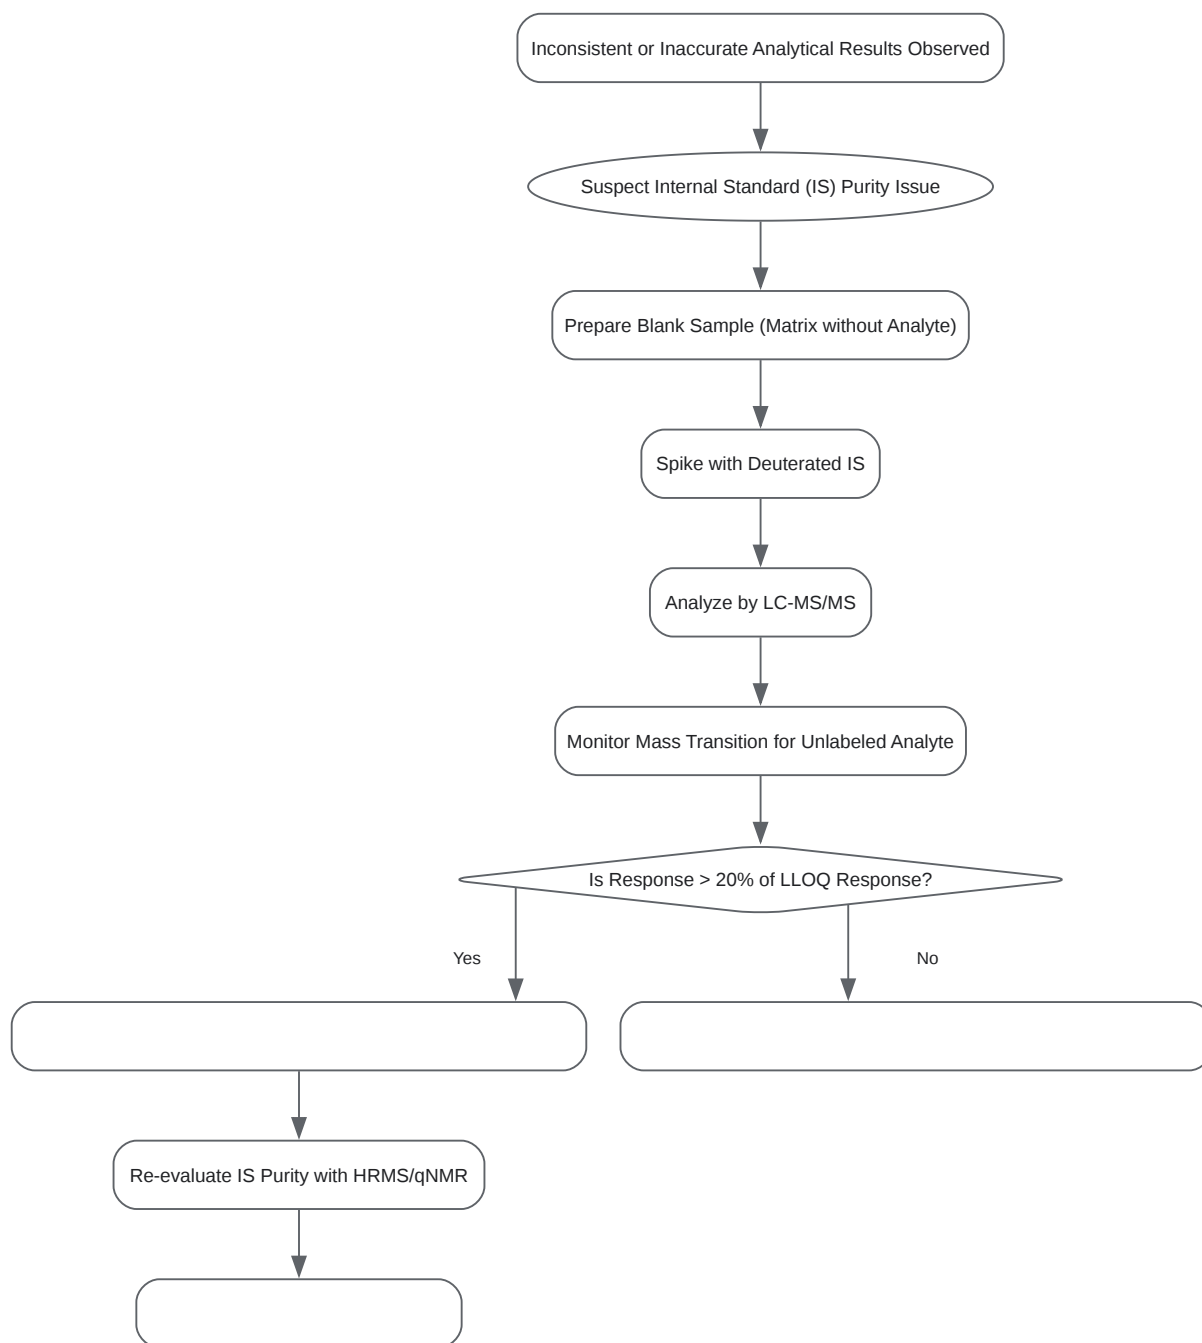 Inconsistent or Inaccurate Analytical Results Observed
Suspect Internal Standard (IS) Purity Issue
Prepare Blank Sample (Matrix without Analyte)
Spike with Deuterated IS
Analyze by LC-MS/MS
Monitor Mass Transition for Unlabeled Analyte
Is Response > 20% of LLOQ Response?
Yes
No
Re-evaluate IS Purity with HRMS/qNMR